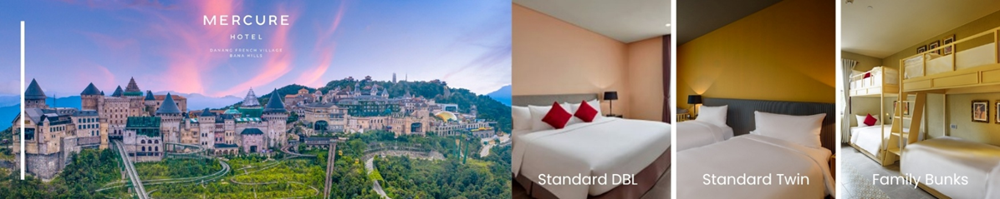 MERCURE
HOTEL
DANANG FRENCH VILLAGE
BANA HILLS
Standard DBL
Standard Twin
Family Bunks